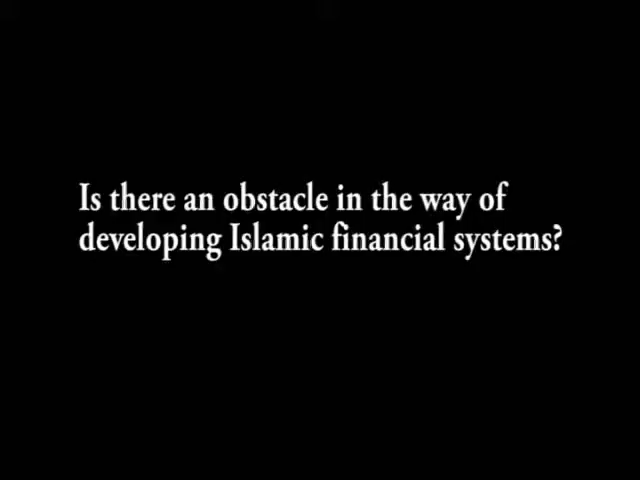 Is there an obstacle in the way of
developing Islamic financial systems?